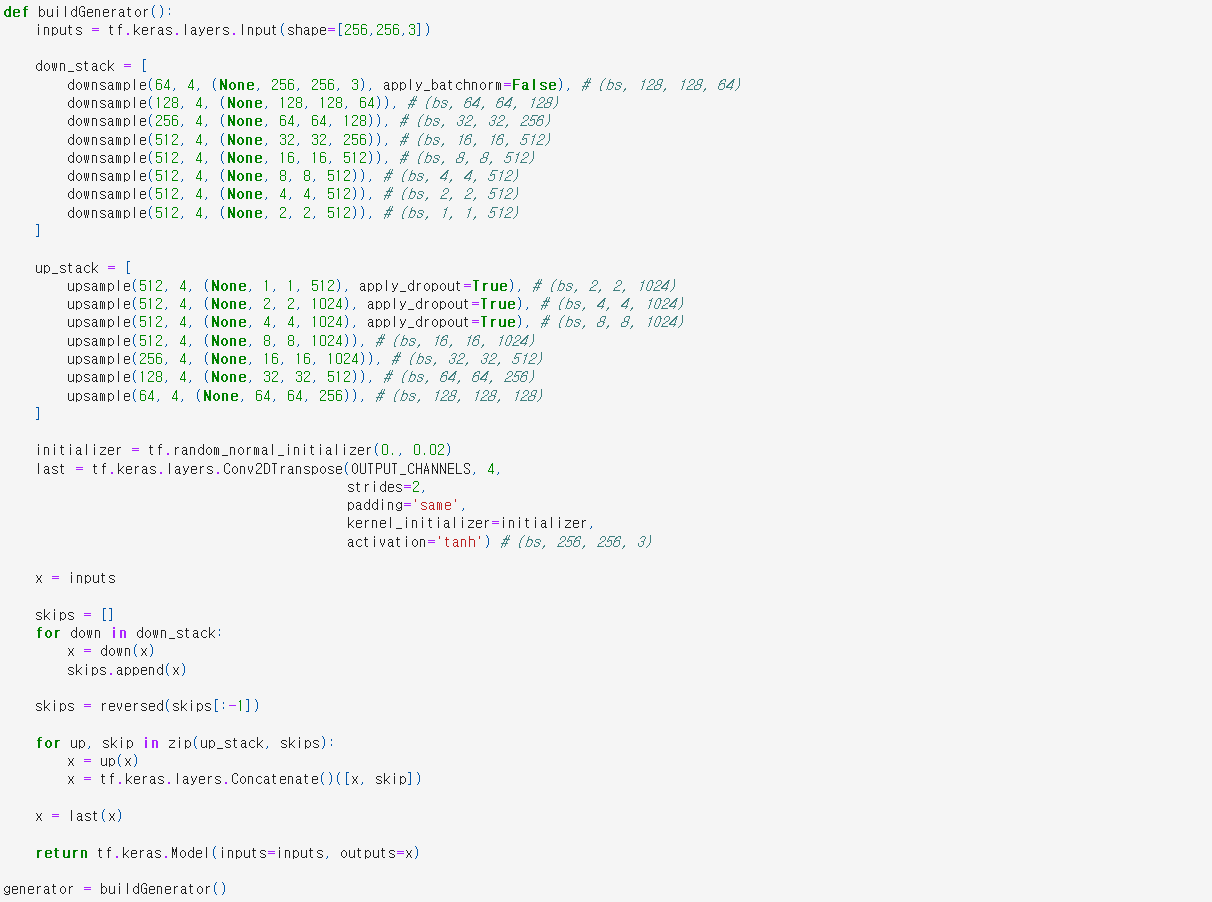 def buildGenerator():
    inputs = tf.keras.layers.Input(shape=[256,256,3])

    down_stack = [
        downsample(64, 4, (None, 256, 256, 3), apply_batchnorm=False), # (bs, 128, 128, 64)
        downsample(128, 4, (None, 128, 128, 64)), # (bs, 64, 64, 128)
        downsample(256, 4, (None, 64, 64, 128)), # (bs, 32, 32, 256)
        downsample(512, 4, (None, 32, 32, 256)), # (bs, 16, 16, 512)
        downsample(512, 4, (None, 16, 16, 512)), # (bs, 8, 8, 512)
        downsample(512, 4, (None, 8, 8, 512)), # (bs, 4, 4, 512)
        downsample(512, 4, (None, 4, 4, 512)), # (bs, 2, 2, 512)
        downsample(512, 4, (None, 2, 2, 512)), # (bs, 1, 1, 512)
    ]

    up_stack = [
        upsample(512, 4, (None, 1, 1, 512), apply_dropout=True), # (bs, 2, 2, 1024)
        upsample(512, 4, (None, 2, 2, 1024), apply_dropout=True), # (bs, 4, 4, 1024)
        upsample(512, 4, (None, 4, 4, 1024), apply_dropout=True), # (bs, 8, 8, 1024)
        upsample(512, 4, (None, 8, 8, 1024)), # (bs, 16, 16, 1024)
        upsample(256, 4, (None, 16, 16, 1024)), # (bs, 32, 32, 512)
        upsample(128, 4, (None, 32, 32, 512)), # (bs, 64, 64, 256)
        upsample(64, 4, (None, 64, 64, 256)), # (bs, 128, 128, 128)
    ]

    initializer = tf.random_normal_initializer(0., 0.02)
    last = tf.keras.layers.Conv2DTranspose(OUTPUT_CHANNELS, 4,
                                           strides=2,
                                           padding='same',
                                           kernel_initializer=initializer,
                                           activation='tanh') # (bs, 256, 256, 3)

    x = inputs

    skips = []
    for down in down_stack:
        x = down(x)
        skips.append(x)

    skips = reversed(skips[:-1])

    for up, skip in zip(up_stack, skips):
        x = up(x)
        x = tf.keras.layers.Concatenate()([x, skip])

    x = last(x)

    return tf.keras.Model(inputs=inputs, outputs=x)

generator = buildGenerator()